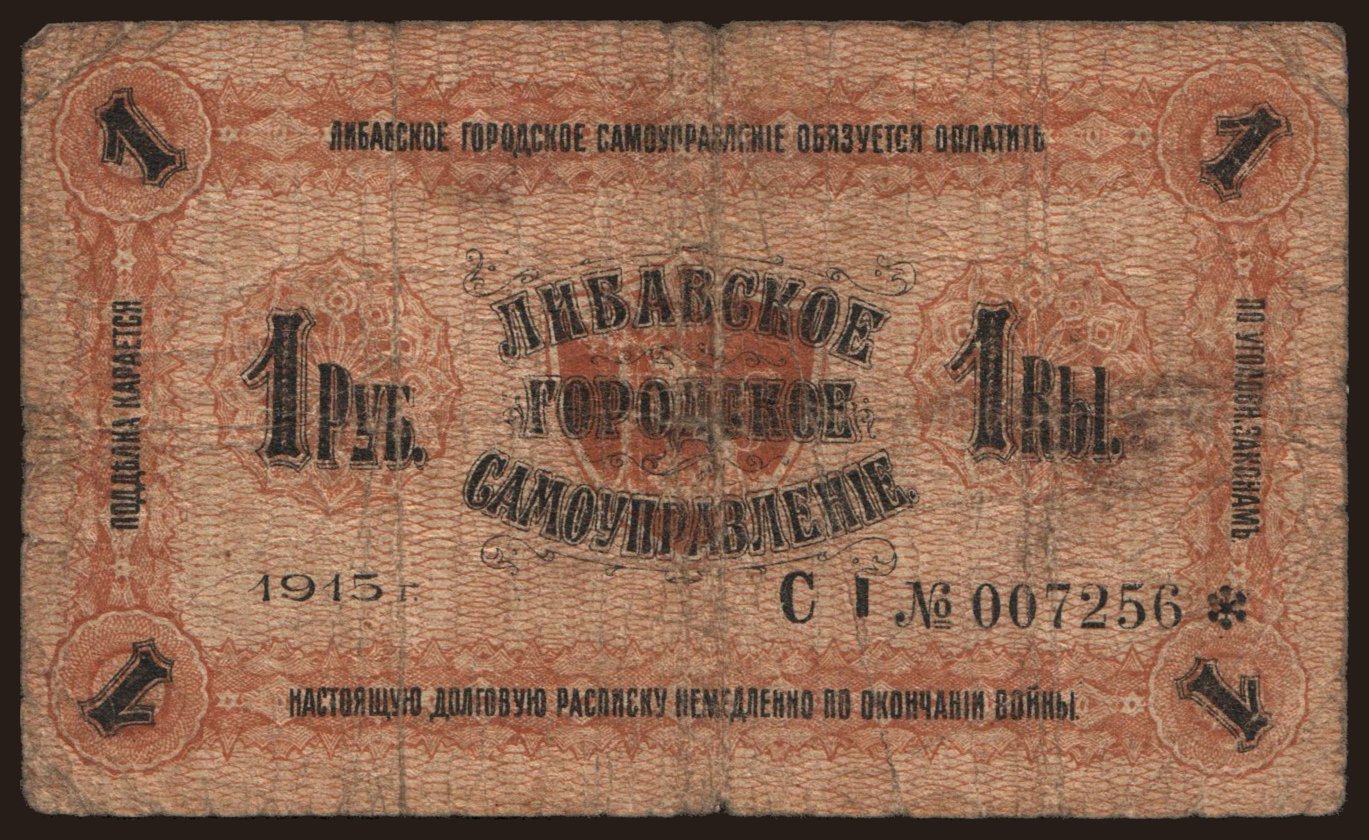 1
1
ЛИБАВСКОЕ ГОРОДСКОЕ САМОУПРАВЛЕНІЕ ОБЯЗУЕТСЯ ОПЛАТИТЬ
ПОДДѢЛКА КАРАЕТСЯ
ПО УГОЛОВН. ЗАКОНАМЪ.
1 РУБ.
ЛИБАВСКОЕ
ГОРОДСКОЕ
САМОУПРАВЛЕНІЕ.
1 RЫ.
1915 г.
С I № 007256 *
НАСТОЯЩУЮ ДОЛГОВУЮ РАСПИСКУ НЕМЕДЛЕННО ПО ОКОНЧАНІИ ВОЙНЫ.
1
1